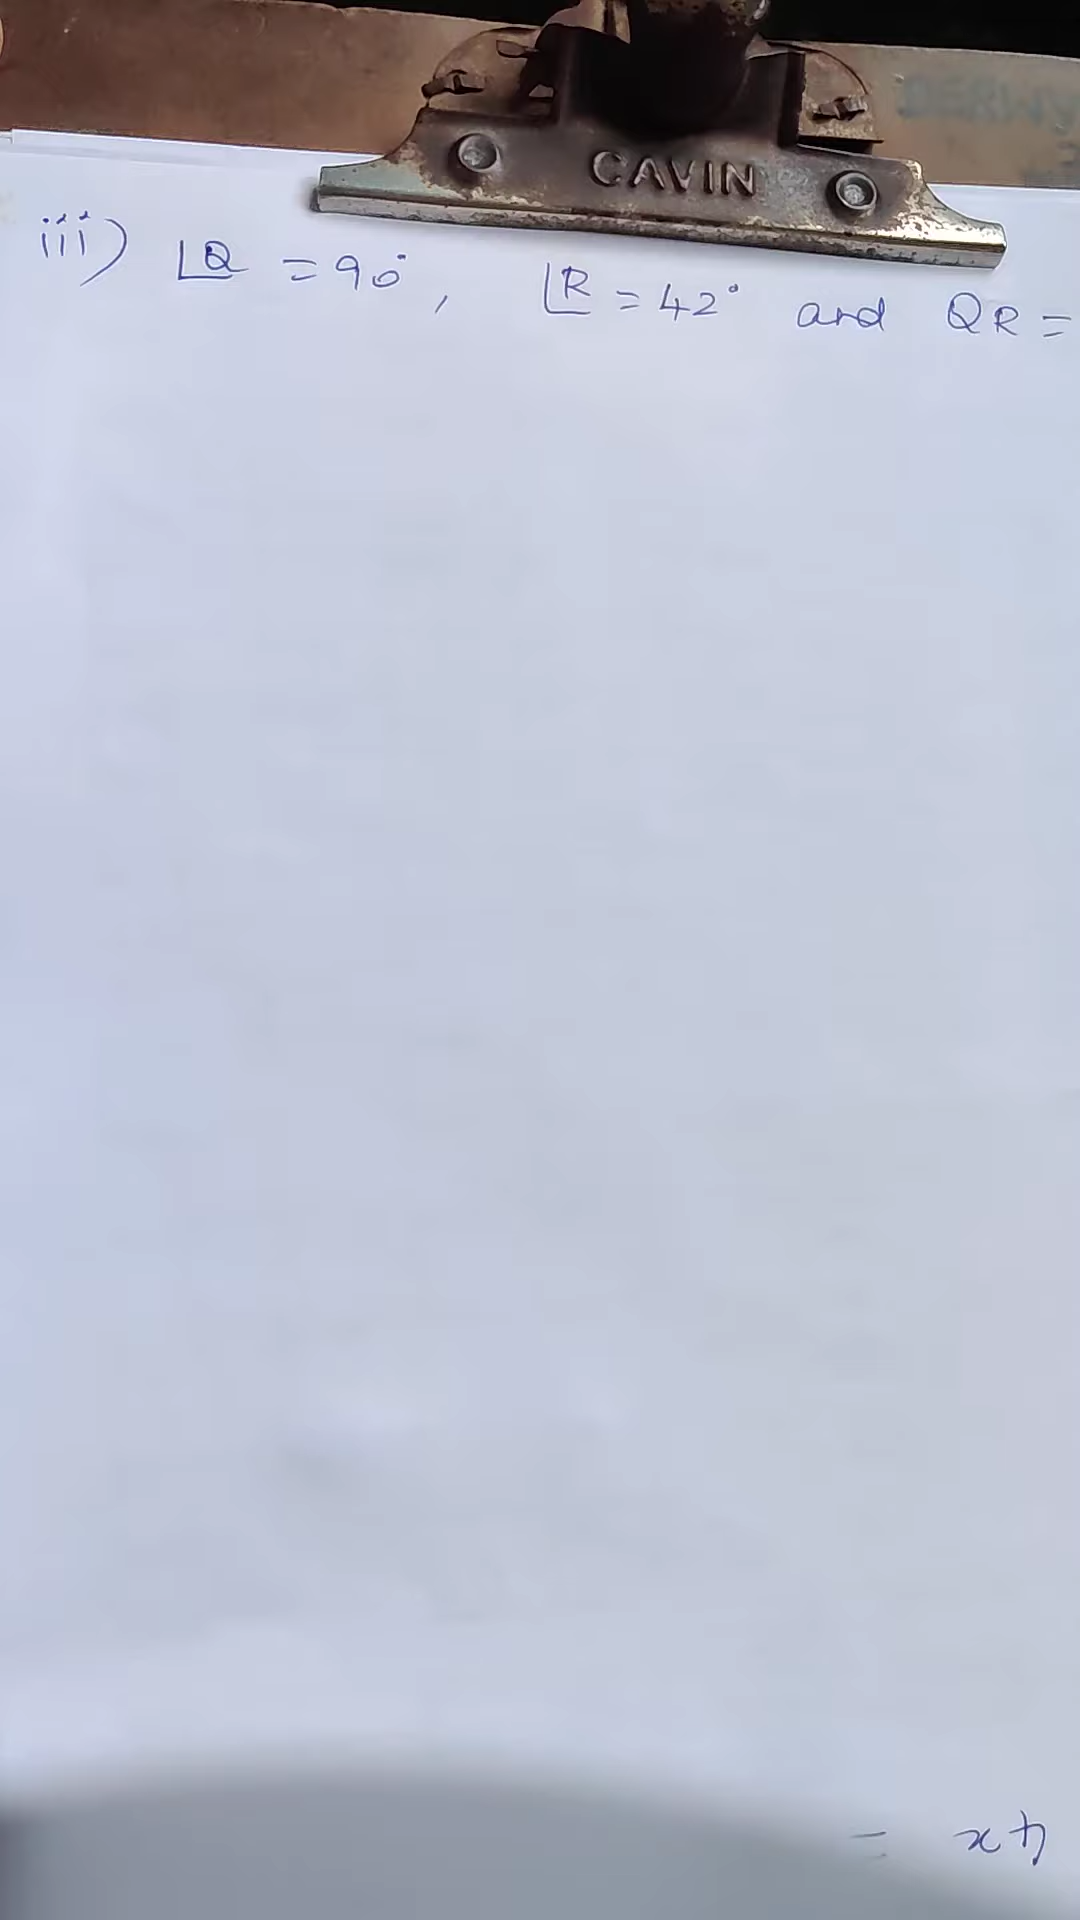 CAVIN
iii) ∠Q = 90°, ∠R = 42° and QR =
=